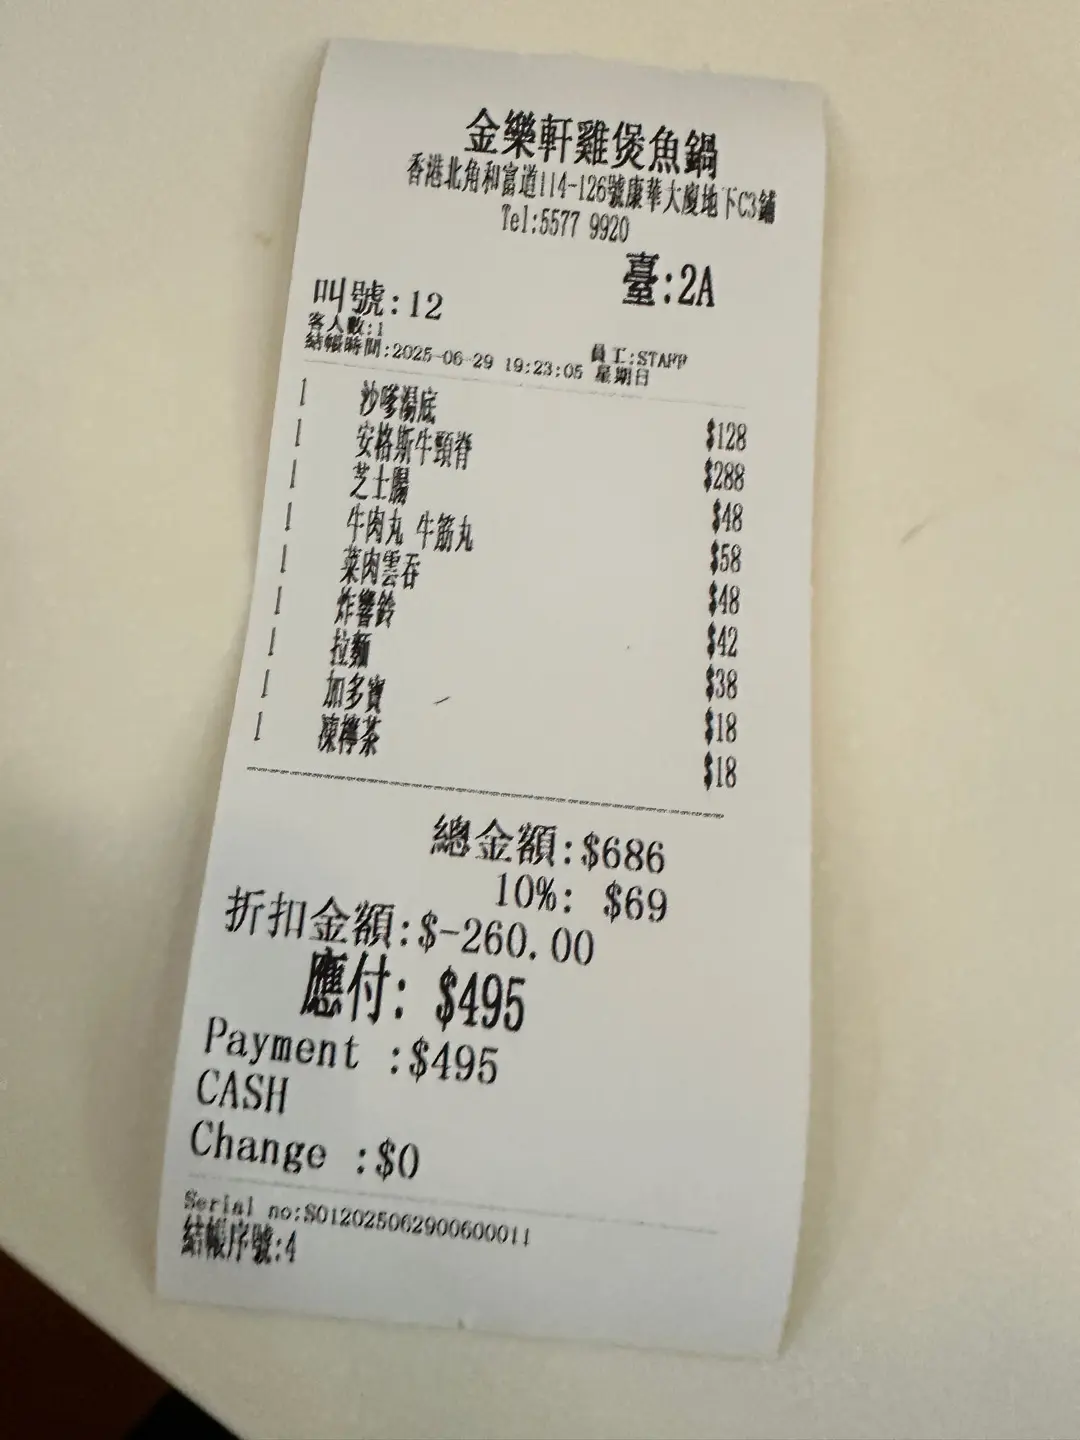 金樂軒雞煲魚鍋
香港北角和富道114-126號康華大廈地下C3鋪
Tel:5577 9920
臺:2A
叫號:12
客人數:1
員工:STAFF
結帳時間:2025-06-29 19:23:05 星期日
1 沙嗲湯底 $128
1 安格斯牛頸脊 $288
1 芝士腸 $48
1 牛肉丸 牛筋丸 $58
1 菜肉雲吞 $48
1 炸響鈴 $42
1 拉麵 $38
1 加多寶 $18
1 凍檸茶 $18
總金額:$686
10%: $69
折扣金額:$-260.00
應付: $495
Payment :$495
CASH
Change :$0
Serial no:S012025062900600011
結帳序號:4